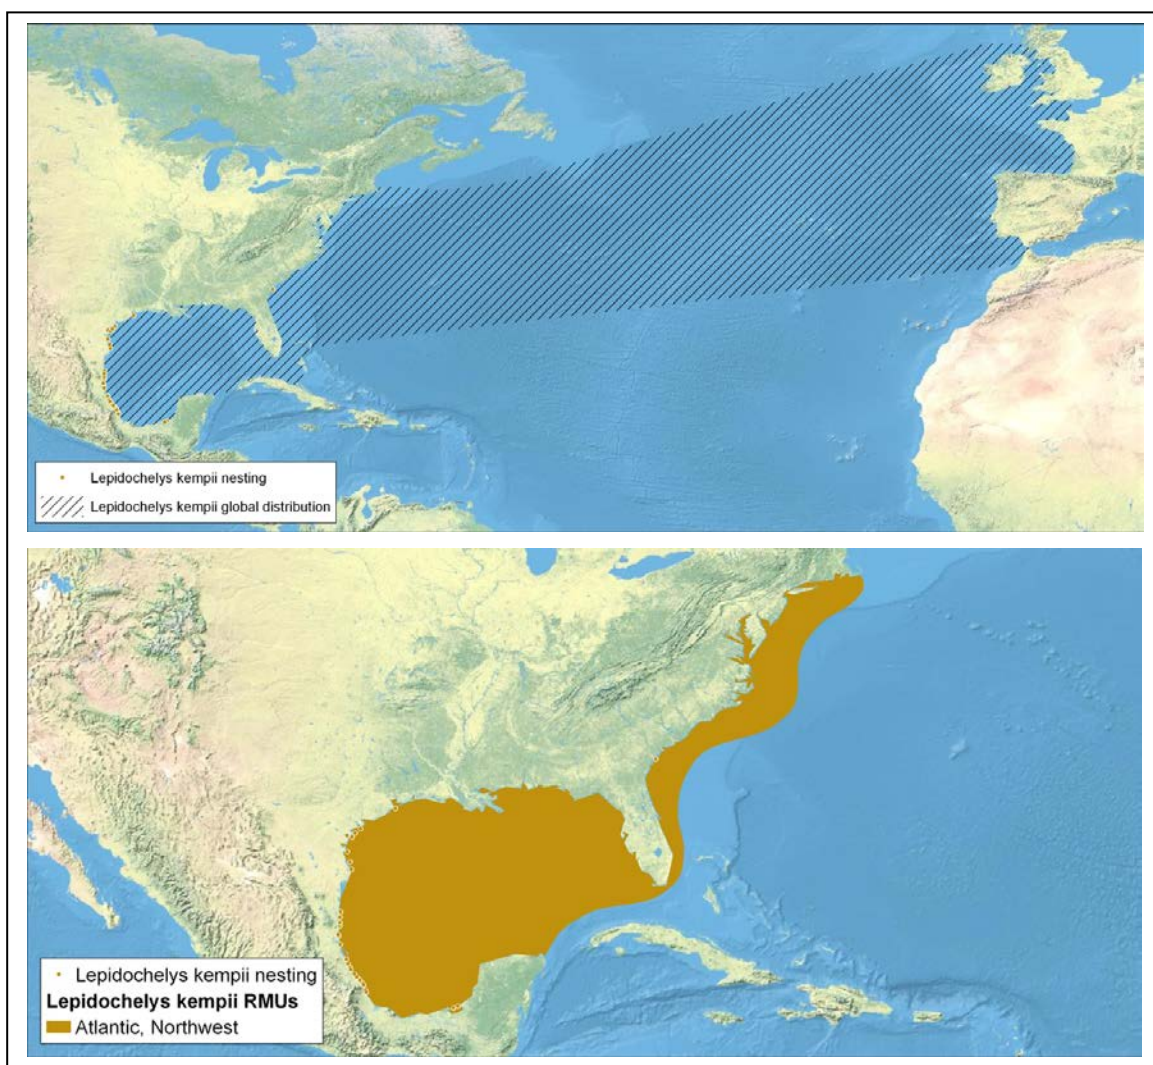 Lepidochelys kempii nesting
Lepidochelys kempii global distribution
Lepidochelys kempii nesting
Lepidochelys kempii RMUs
Atlantic, Northwest